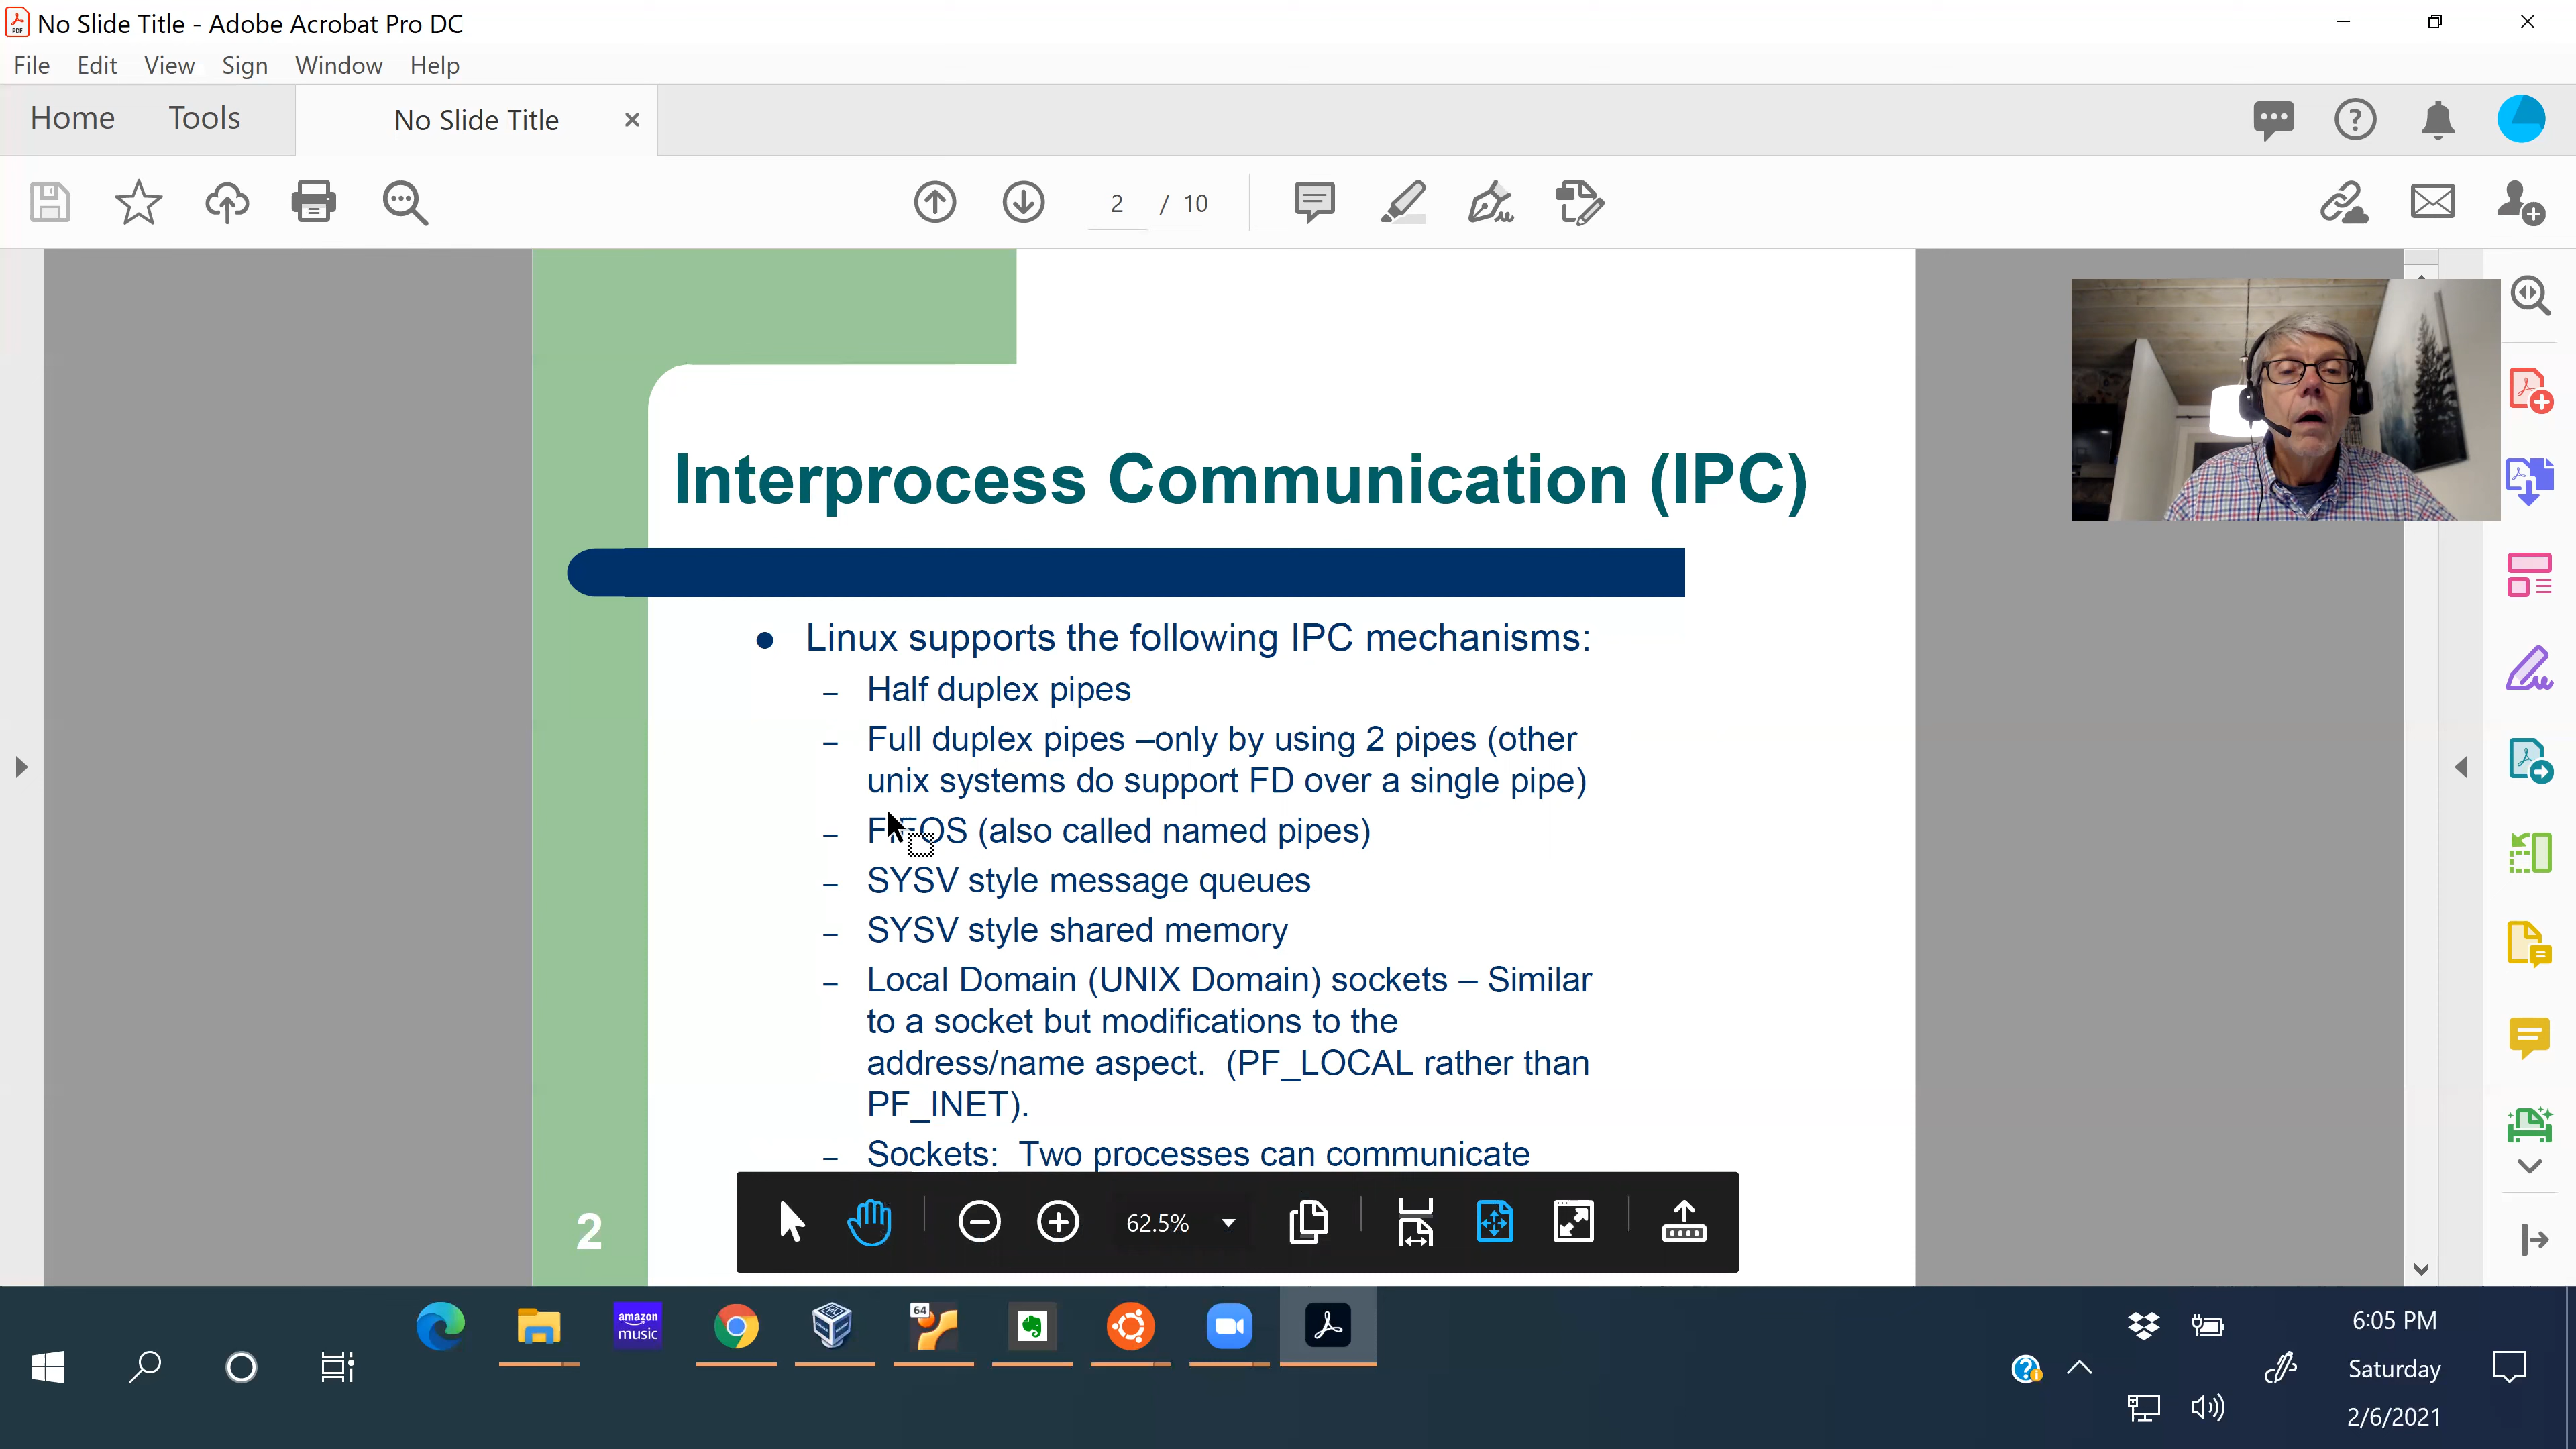 No Slide Title - Adobe Acrobat Pro DC
File Edit View Sign Window Help
Home Tools No Slide Title
2 / 10
Interprocess Communication (IPC)
Linux supports the following IPC mechanisms:
– Half duplex pipes
– Full duplex pipes –only by using 2 pipes (other
unix systems do support FD over a single pipe)
– FIFOS (also called named pipes)
– SYSV style message queues
– SYSV style shared memory
– Local Domain (UNIX Domain) sockets – Similar
to a socket but modifications to the
address/name aspect. (PF_LOCAL rather than
PF_INET).
– Sockets: Two processes can communicate
2
62.5%
amazon
music
64
6:05 PM
Saturday
2/6/2021